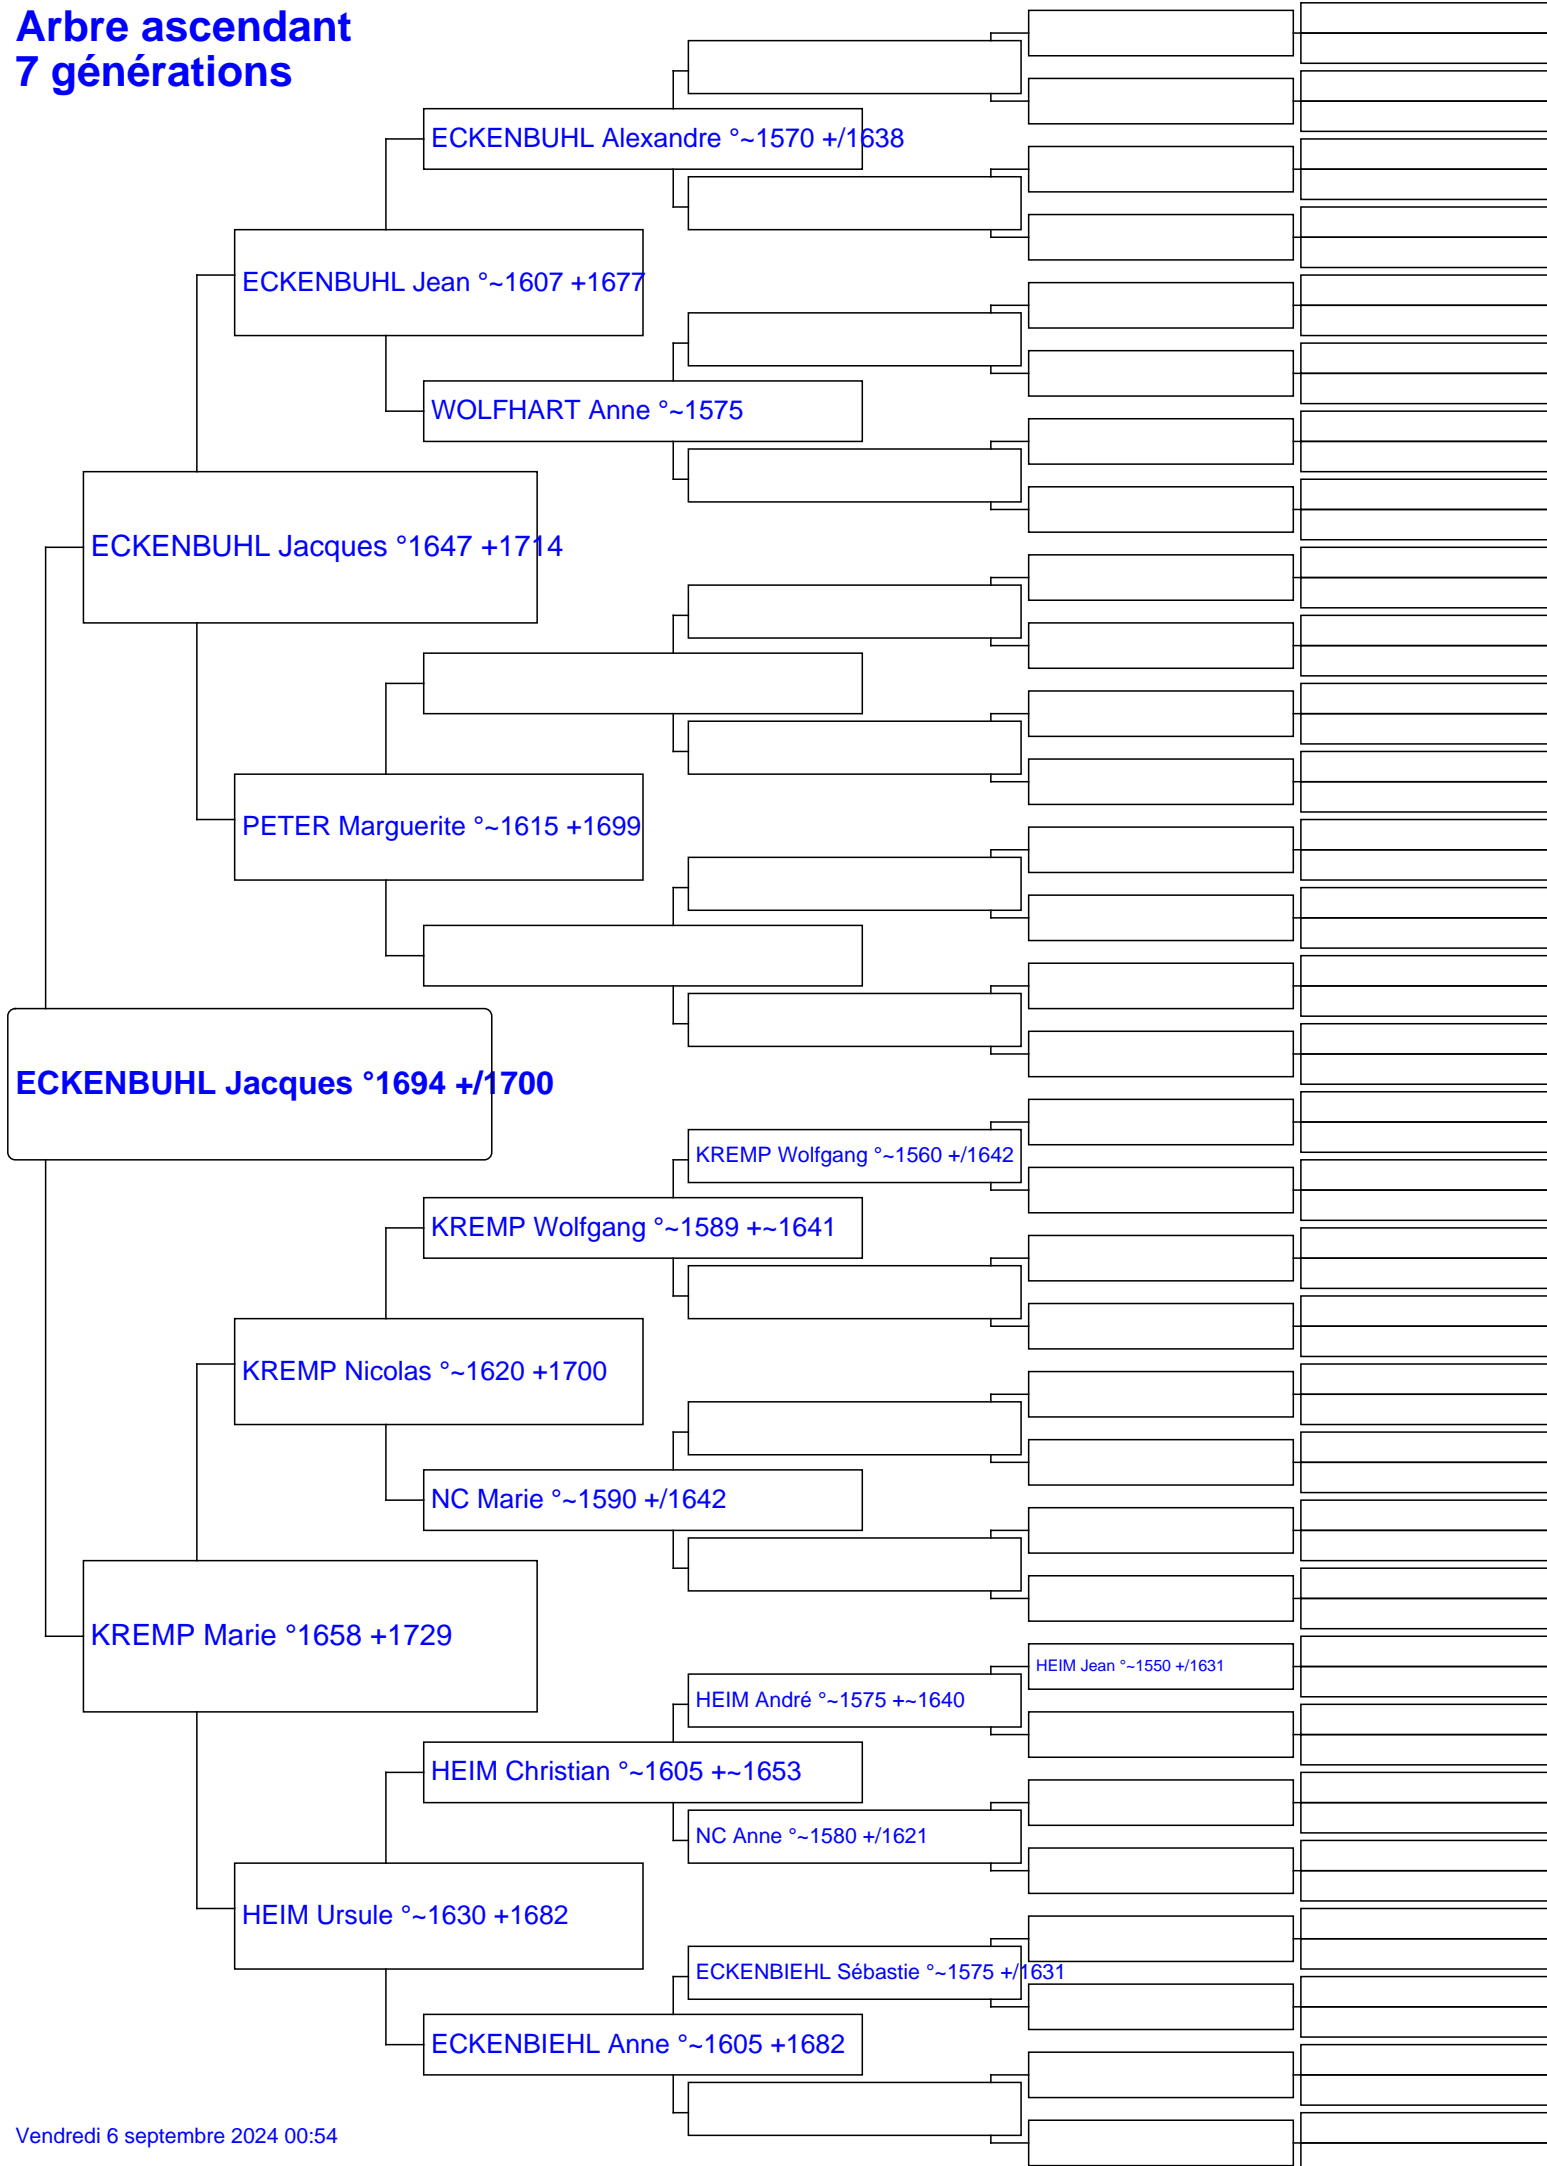 Arbre ascendant
7 générations
ECKENBUHL Alexandre °~1570 +/1638
ECKENBUHL Jean °~1607 +1677
WOLFHART Anne °~1575
ECKENBUHL Jacques °1647 +1714
PETER Marguerite °~1615 +1699
ECKENBUHL Jacques °1694 +/1700
KREMP Wolfgang °~1560 +/1642
KREMP Wolfgang °~1589 +~1641
KREMP Nicolas °~1620 +1700
NC Marie °~1590 +/1642
KREMP Marie °1658 +1729
HEIM Jean °~1550 +/1631
HEIM André °~1575 +~1640
HEIM Christian °~1605 +~1653
NC Anne °~1580 +/1621
HEIM Ursule °~1630 +1682
ECKENBIEHL Sébastie °~1575 +/1631
ECKENBIEHL Anne °~1605 +1682
Vendredi 6 septembre 2024 00:54